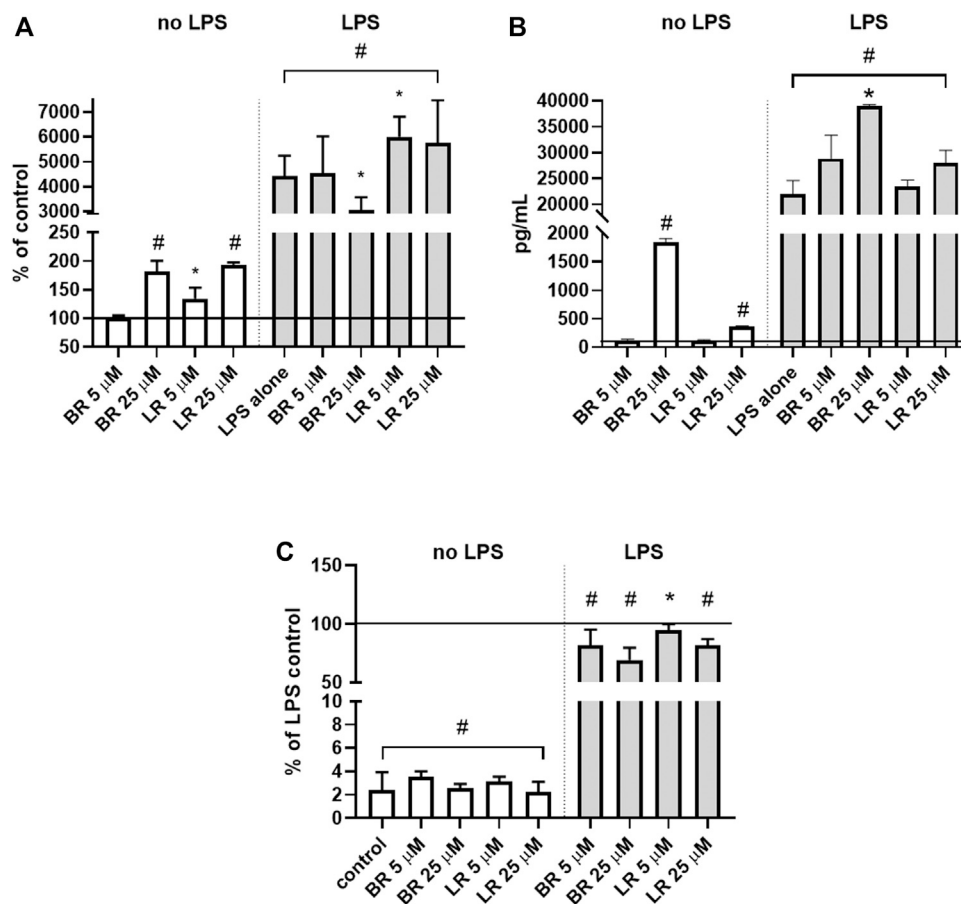 A
no LPS
LPS
#
% of control
7000
6000
5000
4000
3000
250
200
150
100
50
#
*
#
*
*
BR 5 µM
BR 25 µM
LR 5 µM
LR 25 µM
LPS alone
BR 5 µM
BR 25 µM
LR 5 µM
LR 25 µM
B
no LPS
LPS
#
*
pg/mL
40000
35000
30000
25000
20000
2000
1500
1000
500
0
#
#
BR 5 µM
BR 25 µM
LR 5 µM
LR 25 µM
LPS alone
BR 5 µM
BR 25 µM
LR 5 µM
LR 25 µM
C
no LPS
LPS
% of LPS control
150
100
50
10
8
6
4
2
0
#
# # * #
control
BR 5 µM
BR 25 µM
LR 5 µM
LR 25 µM
BR 5 µM
BR 25 µM
LR 5 µM
LR 25 µM